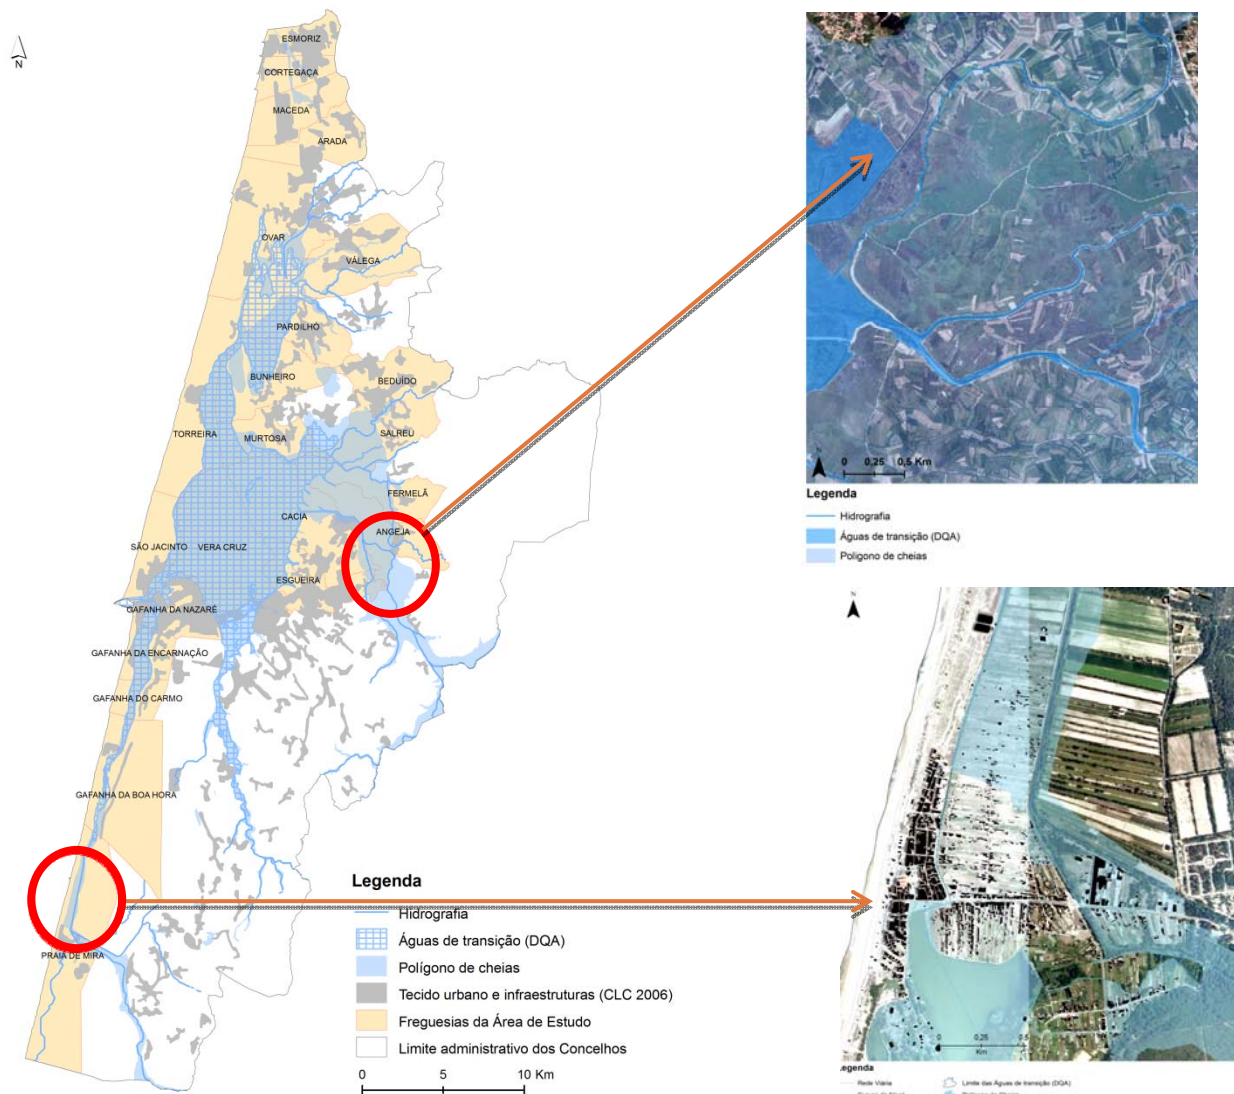 N
ESMORIZ
CORTEGAÇA
MACEDA
ARADA
OVAR
VÁLEGA
PARDILHÓ
BUNHEIRO
BEDUÍDO
TORREIRA
MURTOSA
SALREU
FERMELÃ
CACIA
ANGEJA
SÃO JACINTO
VERA CRUZ
ESGUEIRA
GAFANHA DA NAZARÉ
GAFANHA DA ENCARNAÇÃO
GAFANHA DO CARMO
GAFANHA DA BOA HORA
PRAIA DE MIRA
Legenda
Hidrografia
Águas de transição (DQA)
Polígono de cheias
Tecido urbano e infraestruturas (CLC 2006)
Freguesias da Área de Estudo
Limite administrativo dos Concelhos
0 5 10 Km
N
0 0,25 0,5 Km
Legenda
Hidrografia
Águas de transição (DQA)
Poligono de cheias
N
0 0,25 0,5
Km
Legenda
Rede Viária
Limite das Águas de transição (DQA)